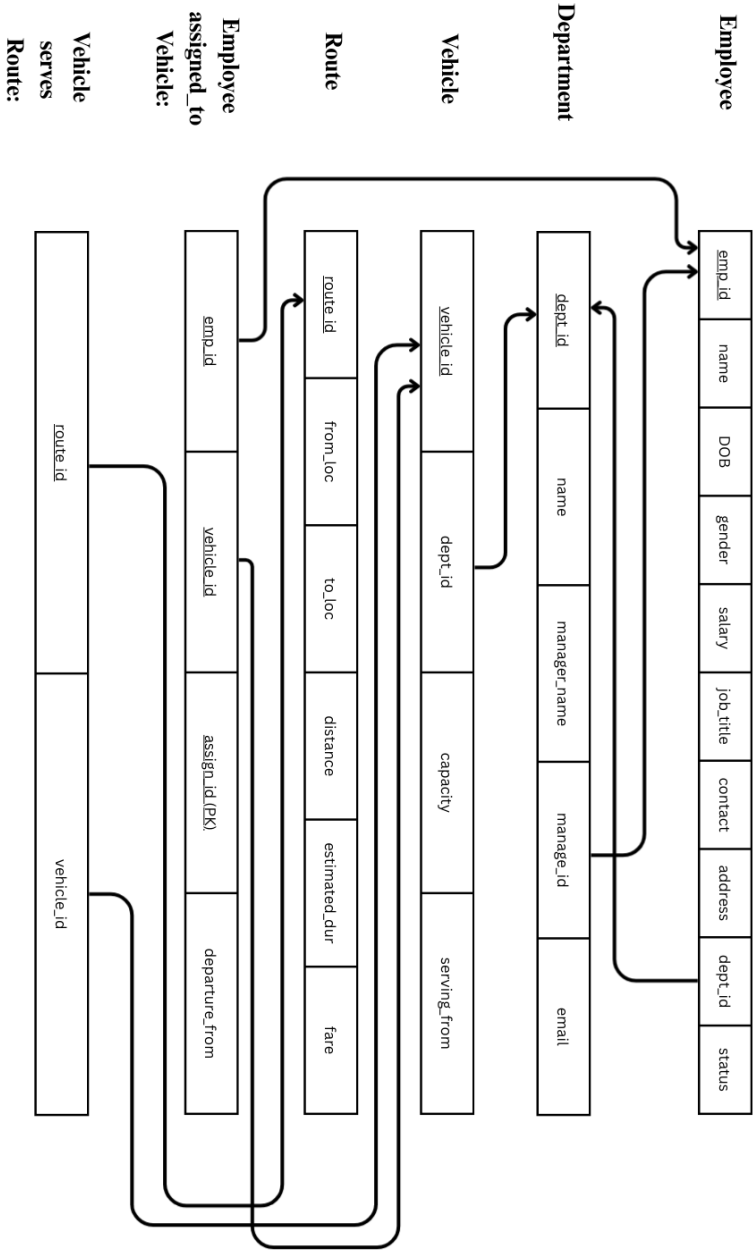 Employee
emp_id
name
DOB
gender
salary
job_title
contact
address
dept_id
status
Department
dept_id
name
manager_name
manage_id
email
Vehicle
vehicle_id
dept_id
capacity
serving_from
Route
route_id
from_loc
to_loc
distance
estimated_dur
fare
Employee
assigned_to
Vehicle:
emp_id
vehicle_id
assign_id (PK)
departure_from
Vehicle
serves
Route:
route_id
vehicle_id